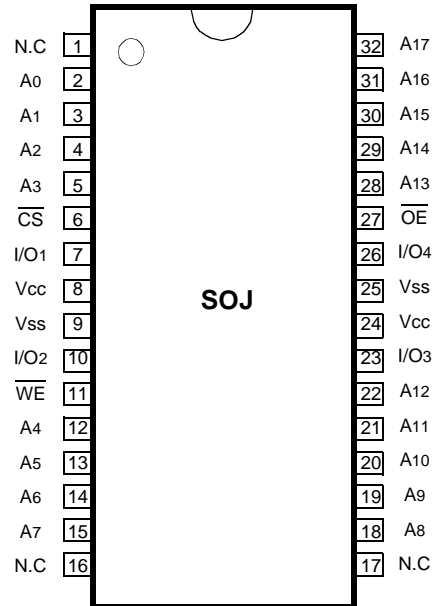 N.C 1 32 A17
A0 2 31 A16
A1 3 30 A15
A2 4 29 A14
A3 5 28 A13
C̅S̅ 6 27 O̅E̅
I/O1 7 26 I/O4
Vcc 8 25 Vss
SOJ
Vss 9 24 Vcc
I/O2 10 23 I/O3
W̅E̅ 11 22 A12
A4 12 21 A11
A5 13 20 A10
A6 14 19 A9
A7 15 18 A8
N.C 16 17 N.C